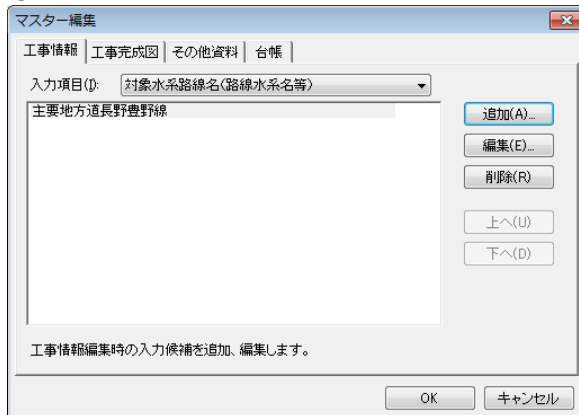 マスター編集
工事情報 工事完成図 その他資料 台帳
入力項目(I): 対象水系路線名(路線水系名等)
主要地方道長野豊野線
追加(A)...
編集(E)...
削除(R)
上へ(U)
下へ(D)
工事情報編集時の入力候補を追加、編集します。
OK キャンセル